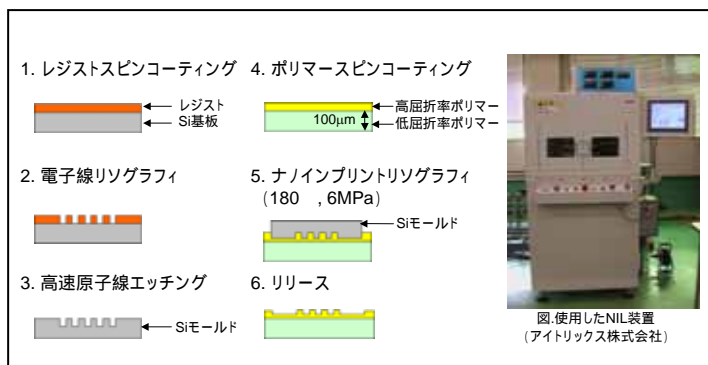 1. レジストスピンコーティング
レジスト
Si基板
2. 電子線リソグラフィ
3. 高速原子線エッチング
Siモールド
4. ポリマースピンコーティング
100μm
高屈折率ポリマー
低屈折率ポリマー
5. ナノインプリントリソグラフィ
(180 , 6MPa)
Siモールド
6. リリース
図.使用したNIL装置
(アイトリックス株式会社)